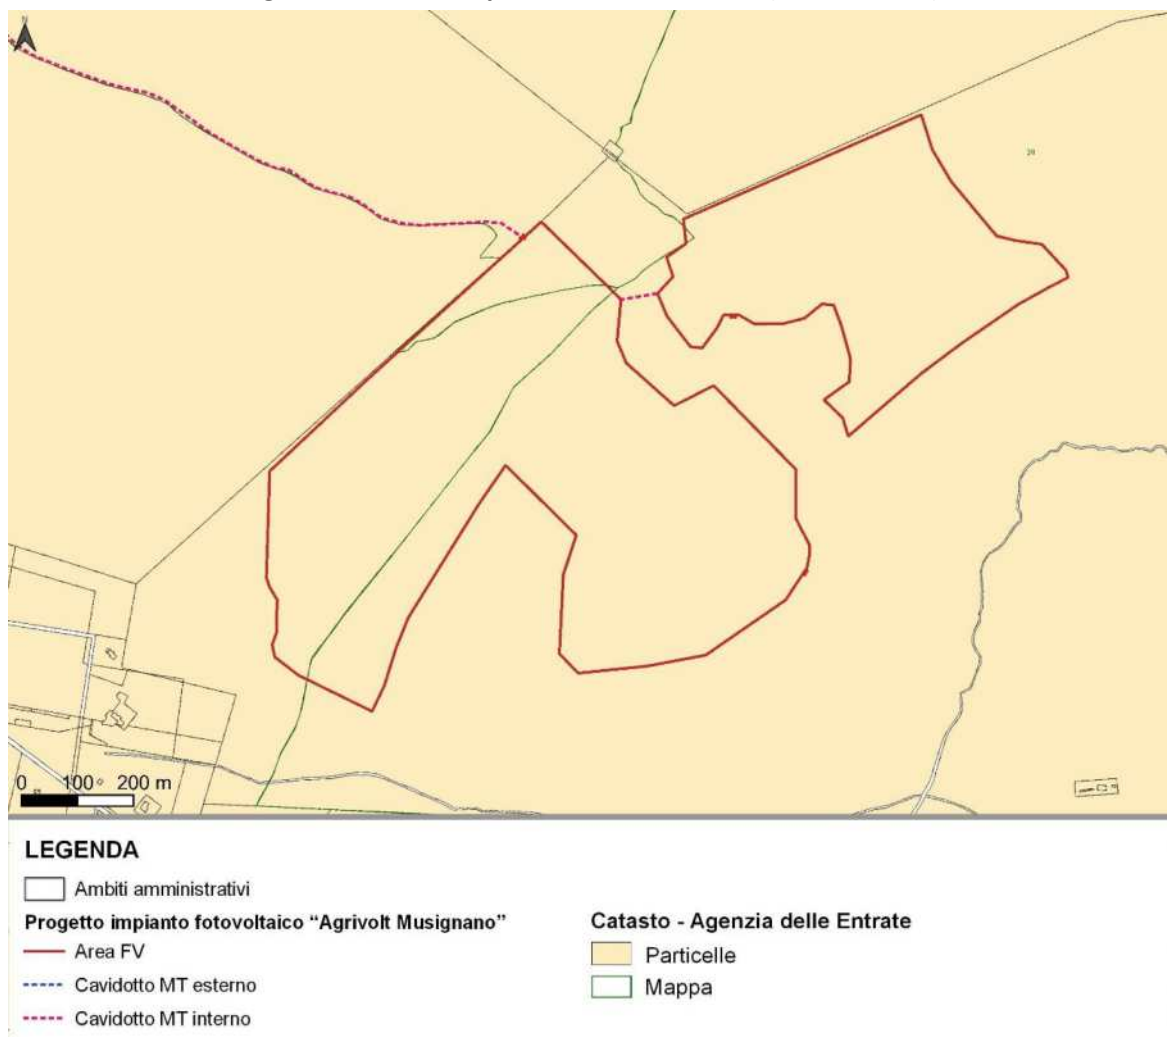 N
29
0 100 200 m
LEGENDA
Ambiti amministrativi
Progetto impianto fotovoltaico “Agrivolt Musignano”
Area FV
Cavidotto MT esterno
Cavidotto MT interno
Catasto - Agenzia delle Entrate
Particelle
Mappa